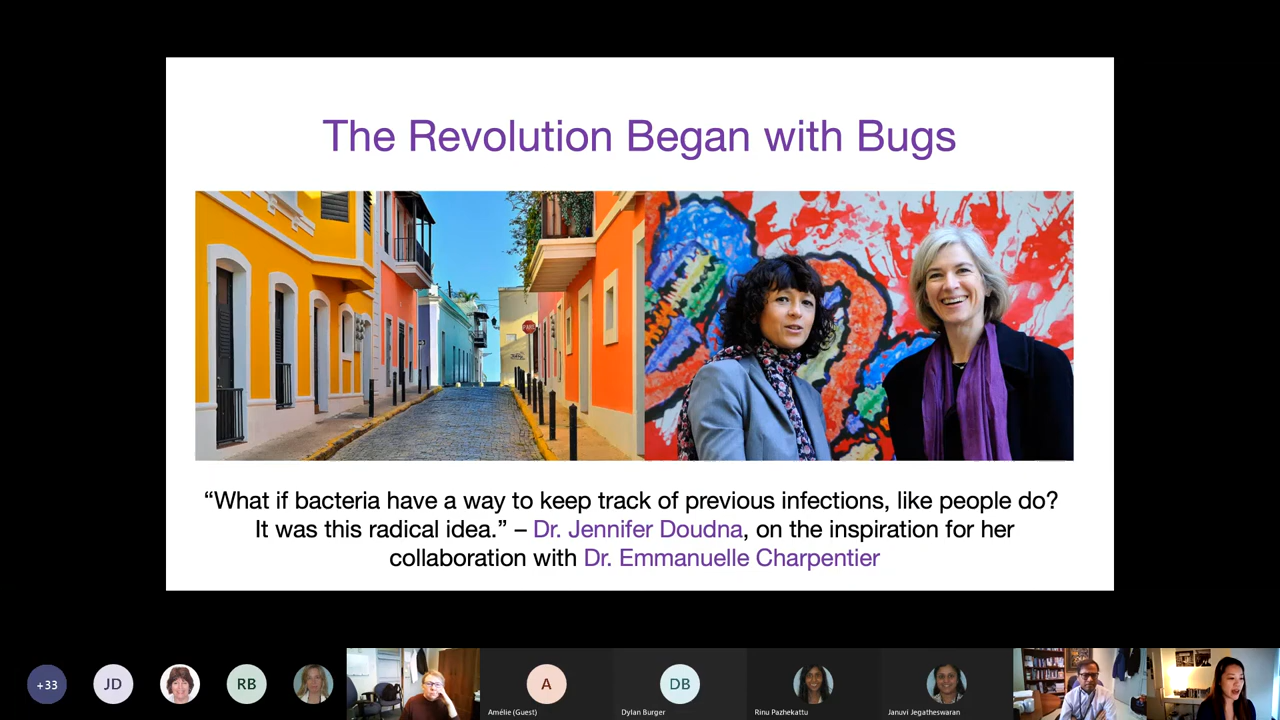 The Revolution Began with Bugs
PARE
“What if bacteria have a way to keep track of previous infections, like people do?
It was this radical idea.” – Dr. Jennifer Doudna, on the inspiration for her
collaboration with Dr. Emmanuelle Charpentier
+33
JD
RB
A
DB
Amélie (Guest)
Dylan Burger
Rinu Pazhekattu
Januvi Jegatheswaran